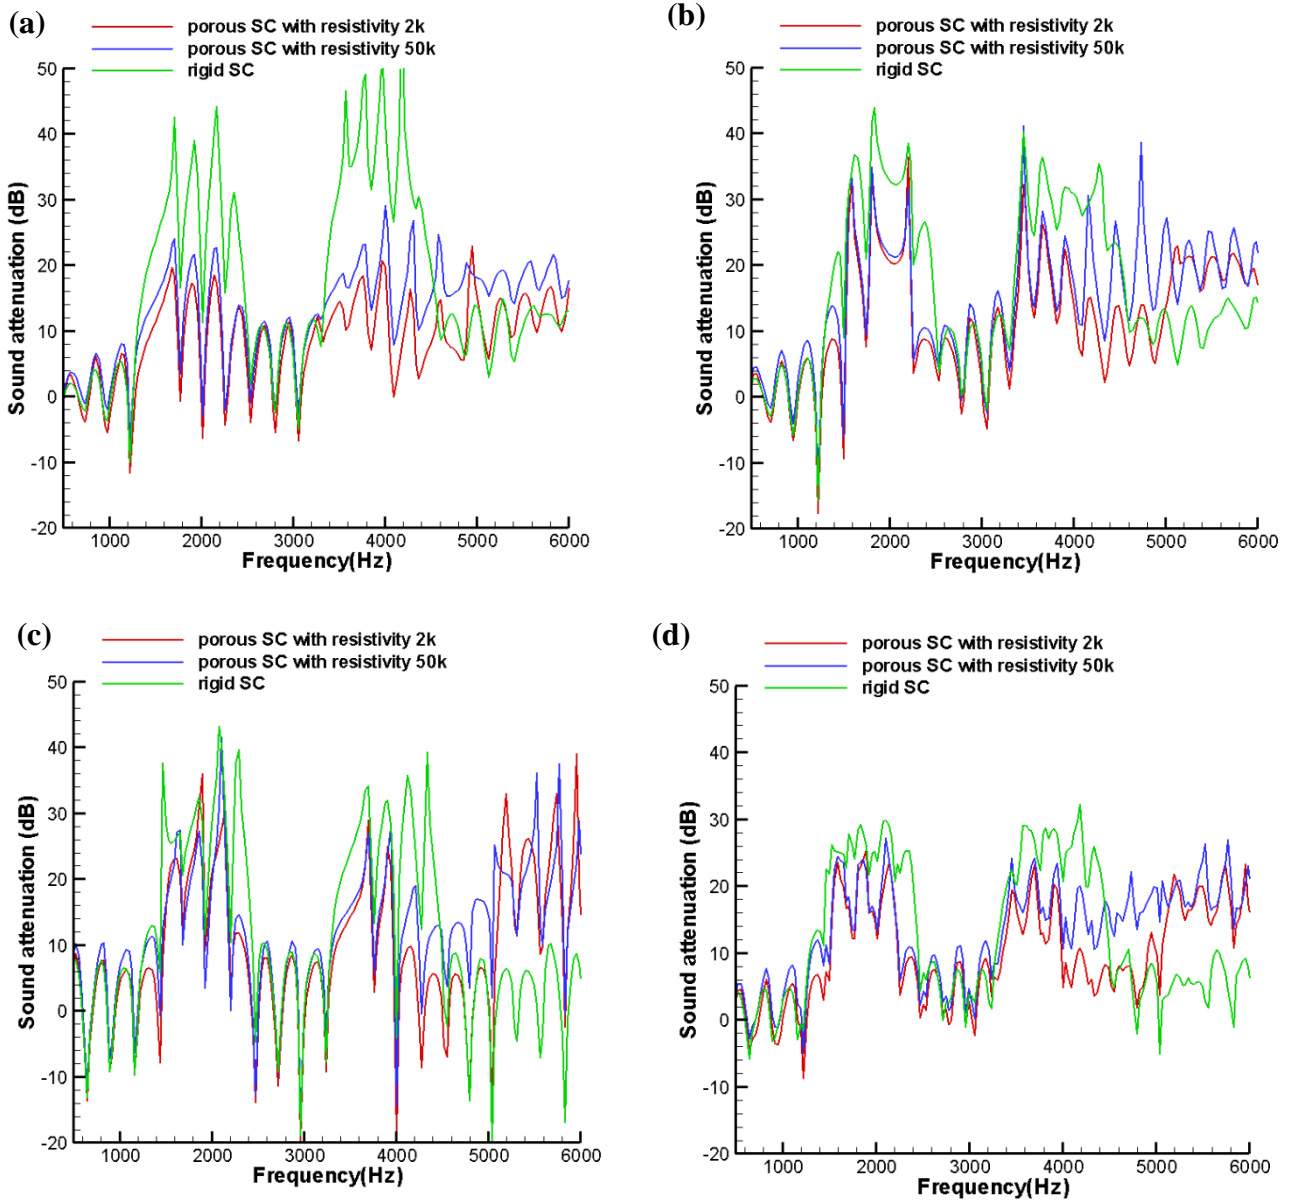 (a)
porous SC with resistivity 2k
porous SC with resistivity 50k
rigid SC
50
40
30
20
10
0
-10
-20
Sound attenuation (dB)
1000 2000 3000 4000 5000 6000
Frequency(Hz)
(b)
porous SC with resistivity 2k
porous SC with resistivity 50k
rigid SC
50
40
30
20
10
0
-10
-20
Sound attenuation (dB)
1000 2000 3000 4000 5000 6000
Frequency(Hz)
(c)
porous SC with resistivity 2k
porous SC with resistivity 50k
rigid SC
50
40
30
20
10
0
-10
-20
Sound attenuation (dB)
1000 2000 3000 4000 5000 6000
Frequency(Hz)
(d)
porous SC with resistivity 2k
porous SC with resistivity 50k
rigid SC
50
40
30
20
10
0
-10
-20
Sound attenuation (dB)
1000 2000 3000 4000 5000 6000
Frequency(Hz)